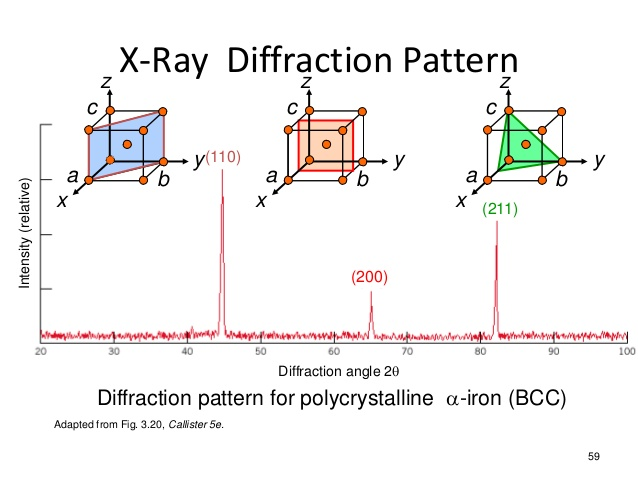 X-Ray Diffraction Pattern
z
c
y
a
b
x
(110)
z
c
y
a
b
x
(200)
z
c
y
a
b
x
(211)
Intensity (relative)
20 30 40 50 60 70 80 90 100
Diffraction angle 2θ
Diffraction pattern for polycrystalline α-iron (BCC)
Adapted from Fig. 3.20, Callister 5e.
59